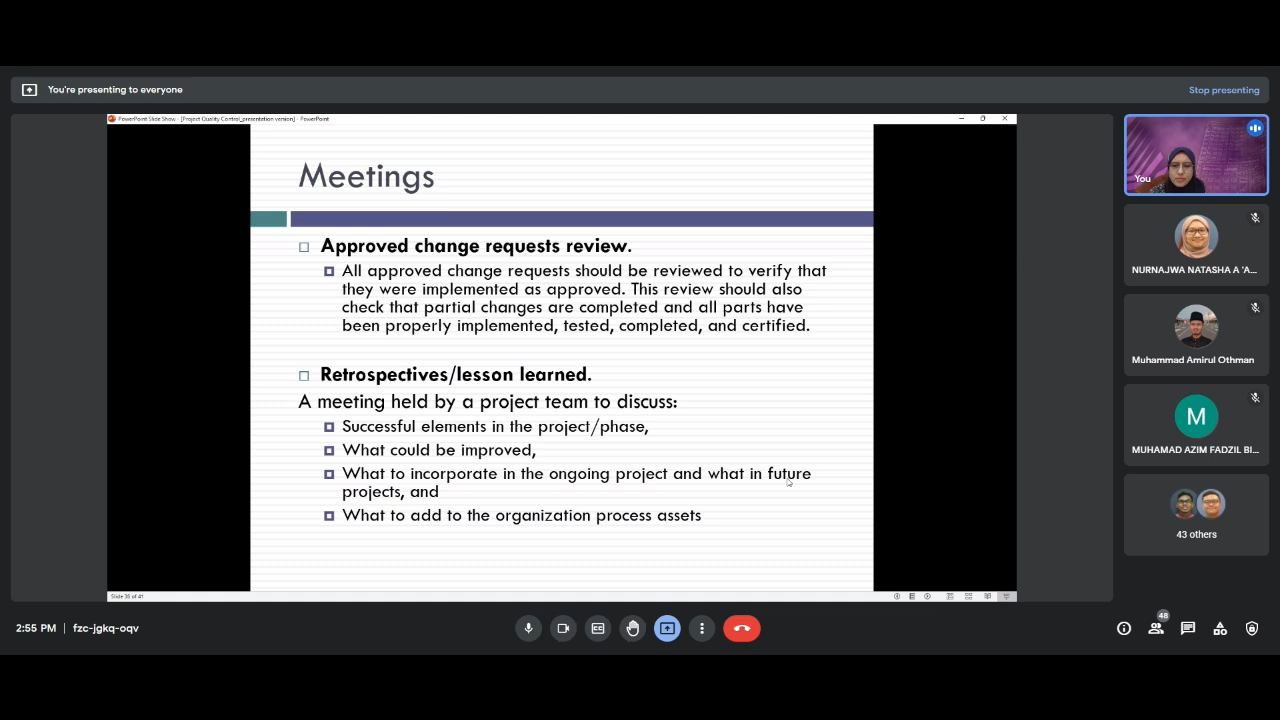 You're presenting to everyone
Stop presenting
PowerPoint Slide Show - [Project Quality Control_presentation version] - PowerPoint
Meetings
Approved change requests review.
All approved change requests should be reviewed to verify that
they were implemented as approved. This review should also
check that partial changes are completed and all parts have
been properly implemented, tested, completed, and certified.
Retrospectives/lesson learned.
A meeting held by a project team to discuss:
Successful elements in the project/phase,
What could be improved,
What to incorporate in the ongoing project and what in future
projects, and
What to add to the organization process assets
Slide 36 of 41
You
NURNAJWA NATASHA A 'A...
Muhammad Amirul Othman
M
MUHAMAD AZIM FADZIL BI...
43 others
2:55 PM | fzc-jgkq-oqv
48